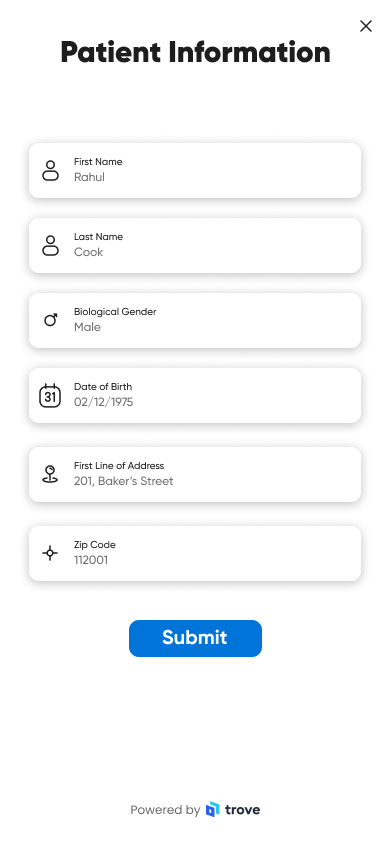 Patient Information
First Name
Rahul
Last Name
Cook
Biological Gender
Male
31
Date of Birth
02/12/1975
First Line of Address
201, Baker's Street
Zip Code
112001
Submit
Powered by trove